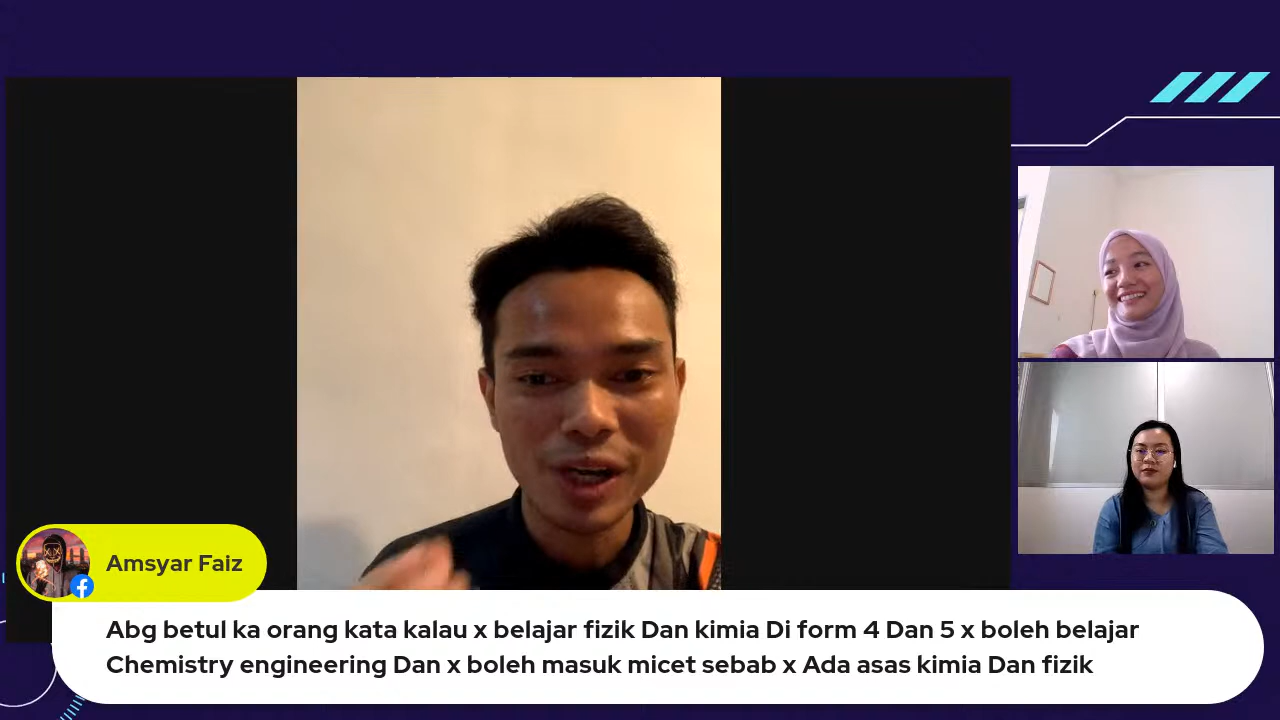 Amsyar Faiz
Abg betul ka orang kata kalau x belajar fizik Dan kimia Di form 4 Dan 5 x boleh belajar
Chemistry engineering Dan x boleh masuk micet sebab x Ada asas kimia Dan fizik